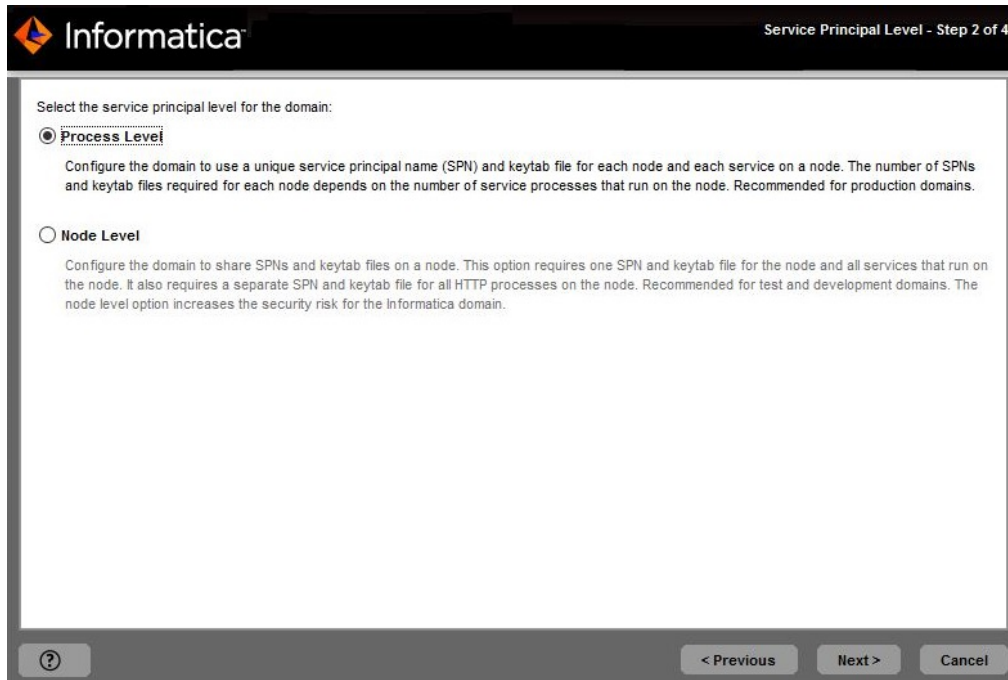 Informatica
Service Principal Level - Step 2 of 4
Select the service principal level for the domain:
Process Level
Configure the domain to use a unique service principal name (SPN) and keytab file for each node and each service on a node. The number of SPNs
and keytab files required for each node depends on the number of service processes that run on the node. Recommended for production domains.
Node Level
Configure the domain to share SPNs and keytab files on a node. This option requires one SPN and keytab file for the node and all services that run on
the node. It also requires a separate SPN and keytab file for all HTTP processes on the node. Recommended for test and development domains. The
node level option increases the security risk for the Informatica domain.
?
< Previous
Next >
Cancel